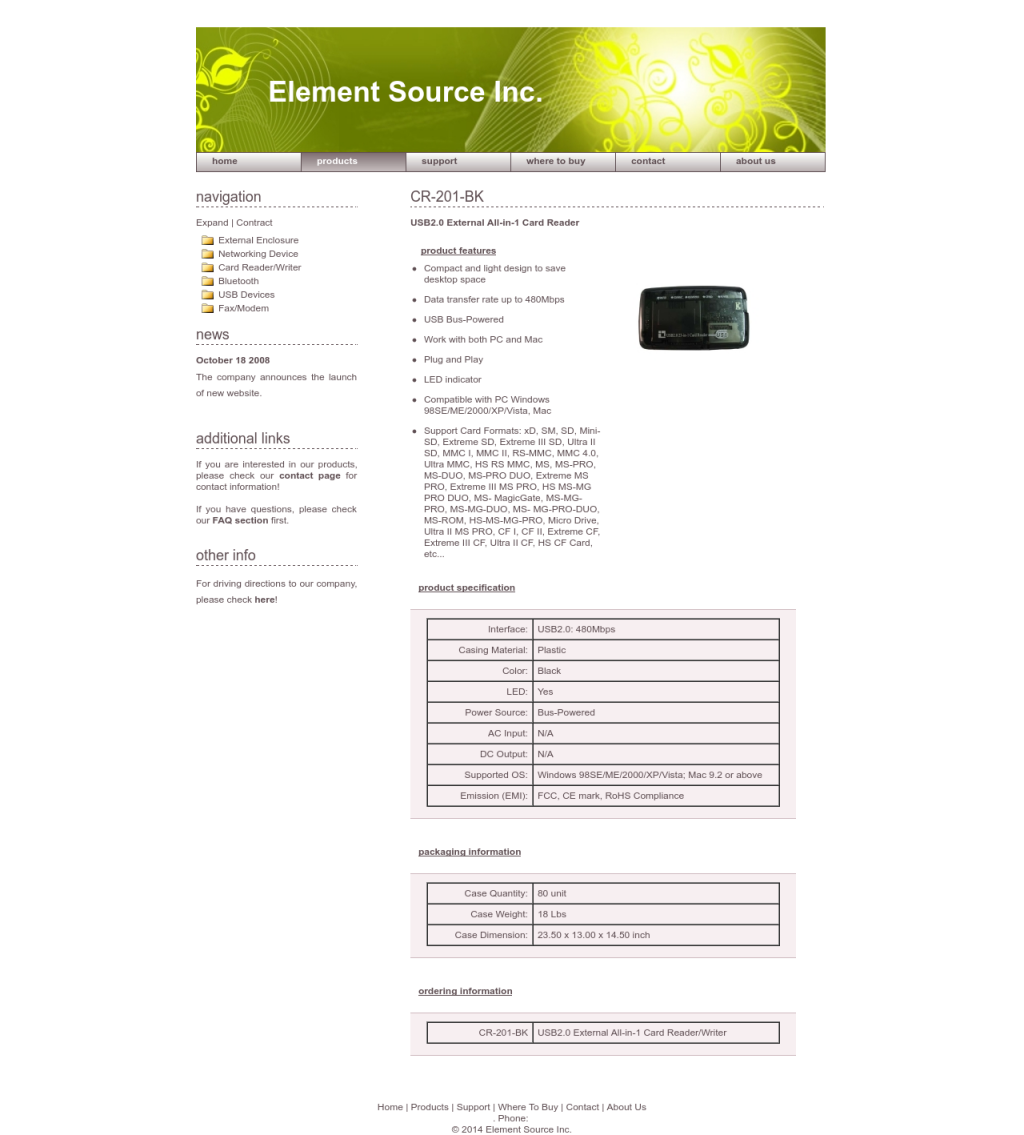 Element Source Inc.
home products support where to buy contact about us
navigation
Expand | Contract
External Enclosure
Networking Device
Card Reader/Writer
Bluetooth
USB Devices
Fax/Modem
news
October 18 2008
The company announces the launch
of new website.
additional links
If you are interested in our products,
please check our contact page for
contact information!
If you have questions, please check
our FAQ section first.
other info
For driving directions to our company,
please check here!
CR-201-BK
USB2.0 External All-in-1 Card Reader
product features
Compact and light design to save
desktop space
Data transfer rate up to 480Mbps
USB Bus-Powered
Work with both PC and Mac
Plug and Play
LED indicator
Compatible with PC Windows
98SE/ME/2000/XP/Vista, Mac
Support Card Formats: xD, SM, SD, Mini-
SD, Extreme SD, Extreme III SD, Ultra II
SD, MMC I, MMC II, RS-MMC, MMC 4.0,
Ultra MMC, HS RS MMC, MS, MS-PRO,
MS-DUO, MS-PRO DUO, Extreme MS
PRO, Extreme III MS PRO, HS MS-MG
PRO DUO, MS- MagicGate, MS-MG-
PRO, MS-MG-DUO, MS- MG-PRO-DUO,
MS-ROM, HS-MS-MG-PRO, Micro Drive,
Ultra II MS PRO, CF I, CF II, Extreme CF,
Extreme III CF, Ultra II CF, HS CF Card,
etc...
product specification
Interface: USB2.0: 480Mbps
Casing Material: Plastic
Color: Black
LED: Yes
Power Source: Bus-Powered
AC Input: N/A
DC Output: N/A
Supported OS: Windows 98SE/ME/2000/XP/Vista; Mac 9.2 or above
Emission (EMI): FCC, CE mark, RoHS Compliance
packaging information
Case Quantity: 80 unit
Case Weight: 18 Lbs
Case Dimension: 23.50 x 13.00 x 14.50 inch
ordering information
CR-201-BK USB2.0 External All-in-1 Card Reader/Writer
Home | Products | Support | Where To Buy | Contact | About Us
. Phone:
© 2014 Element Source Inc.